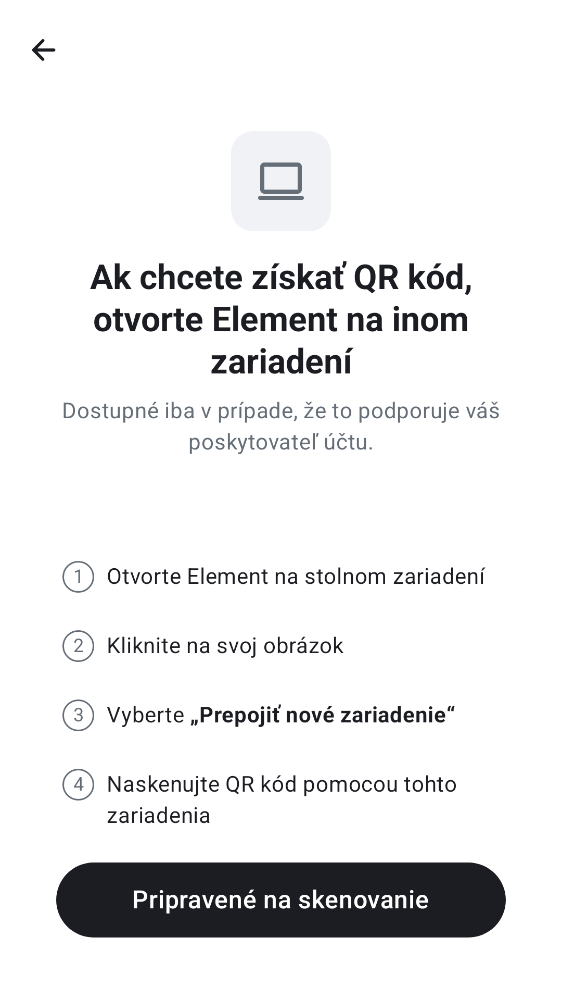 Ak chcete získať QR kód,
otvorte Element na inom
zariadení
Dostupné iba v prípade, že to podporuje váš
poskytovateľ účtu.
1 Otvorte Element na stolnom zariadení
2 Kliknite na svoj obrázok
3 Vyberte „Prepojiť nové zariadenie“
4 Naskenujte QR kód pomocou tohto
zariadenia
Pripravené na skenovanie